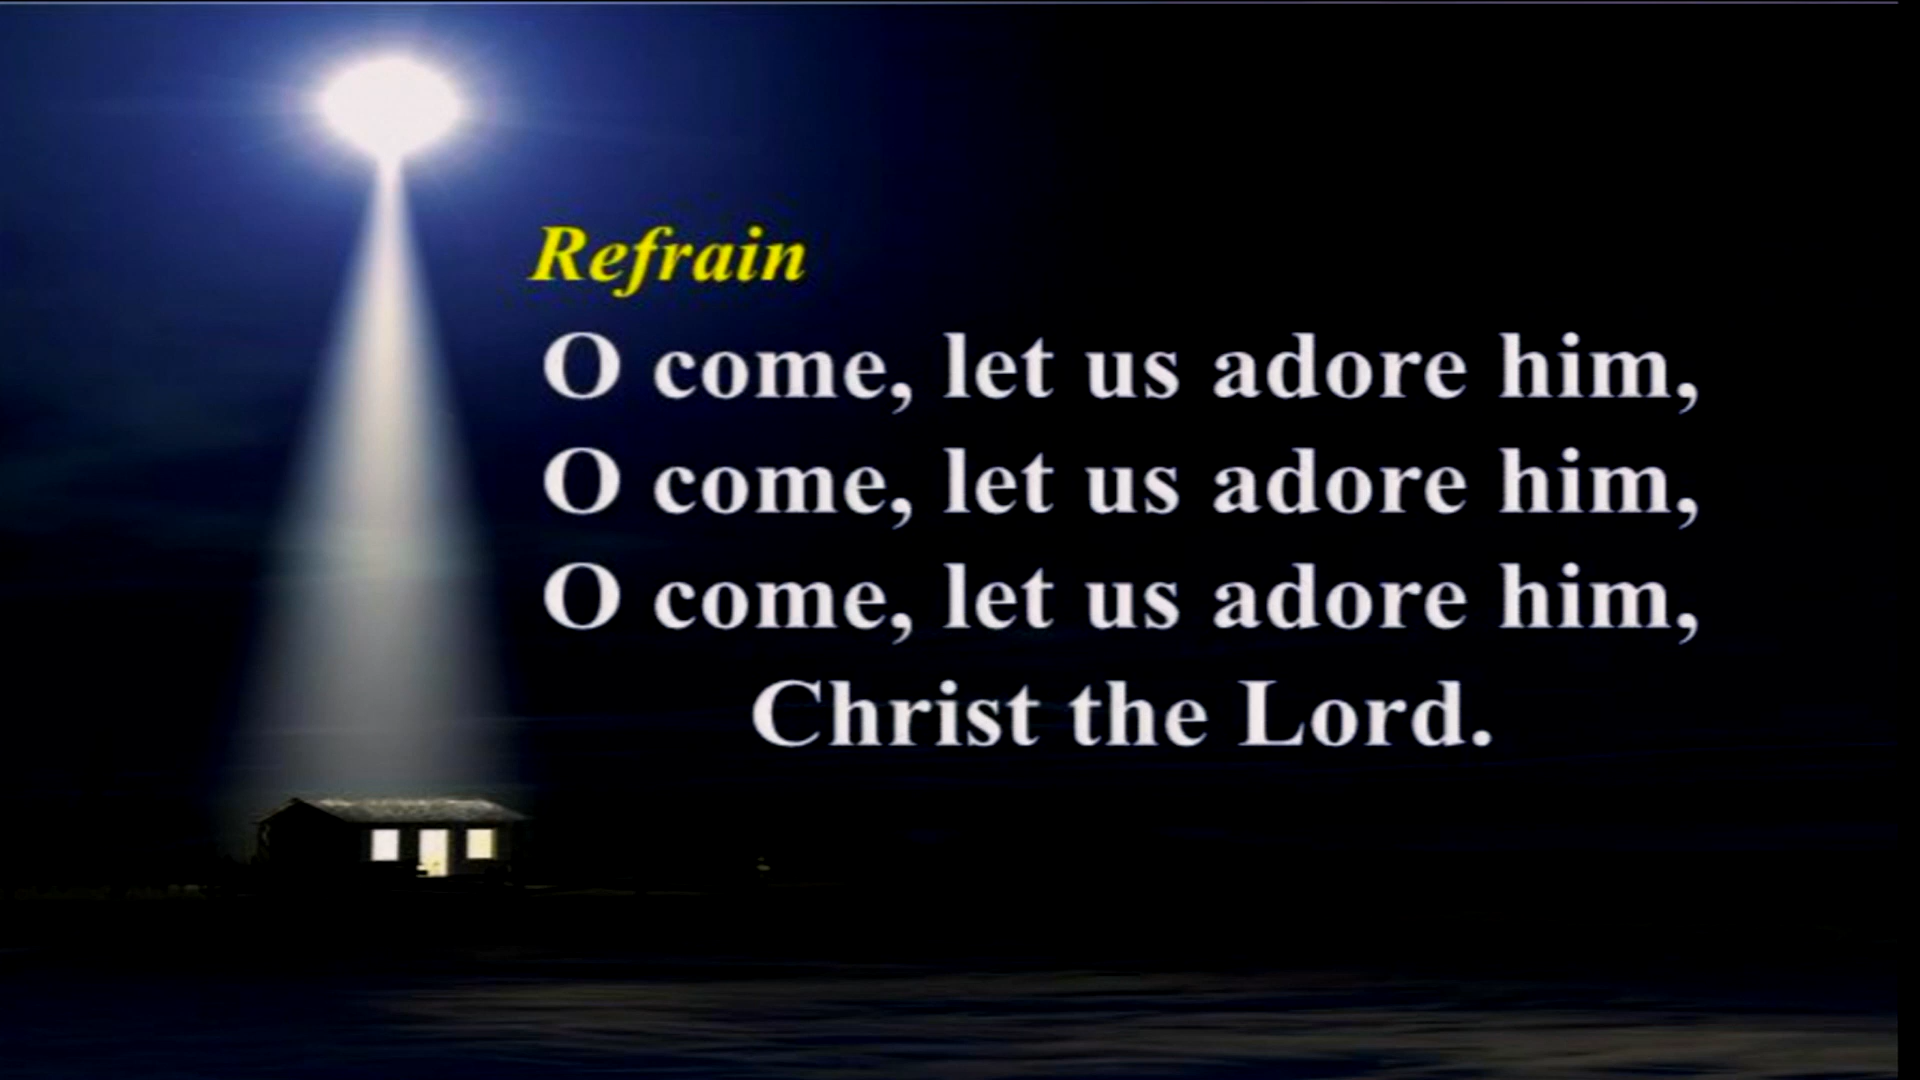 Refrain
O come, let us adore him,
O come, let us adore him,
O come, let us adore him,
Christ the Lord.